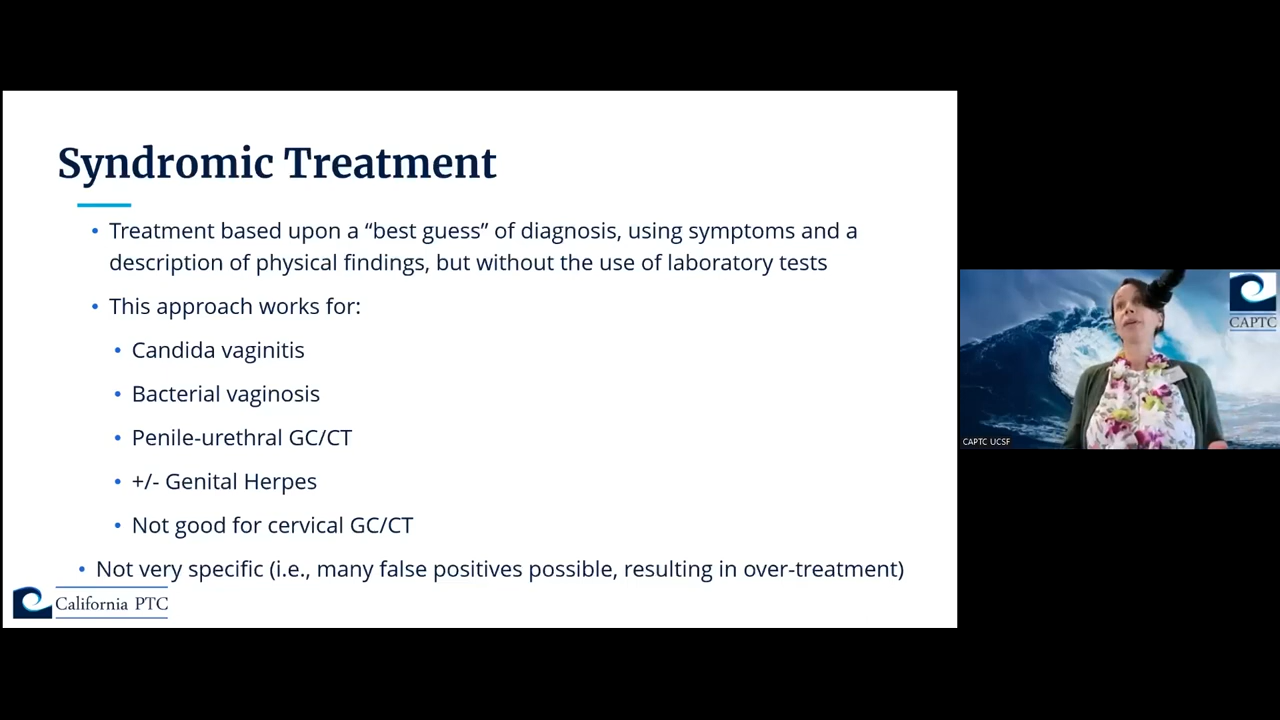 Syndromic Treatment
• Treatment based upon a “best guess” of diagnosis, using symptoms and a
description of physical findings, but without the use of laboratory tests
• This approach works for:
• Candida vaginitis
• Bacterial vaginosis
• Penile-urethral GC/CT
• +/- Genital Herpes
• Not good for cervical GC/CT
• Not very specific (i.e., many false positives possible, resulting in over-treatment)
California PTC
CAPTC
CAPTC UCSF